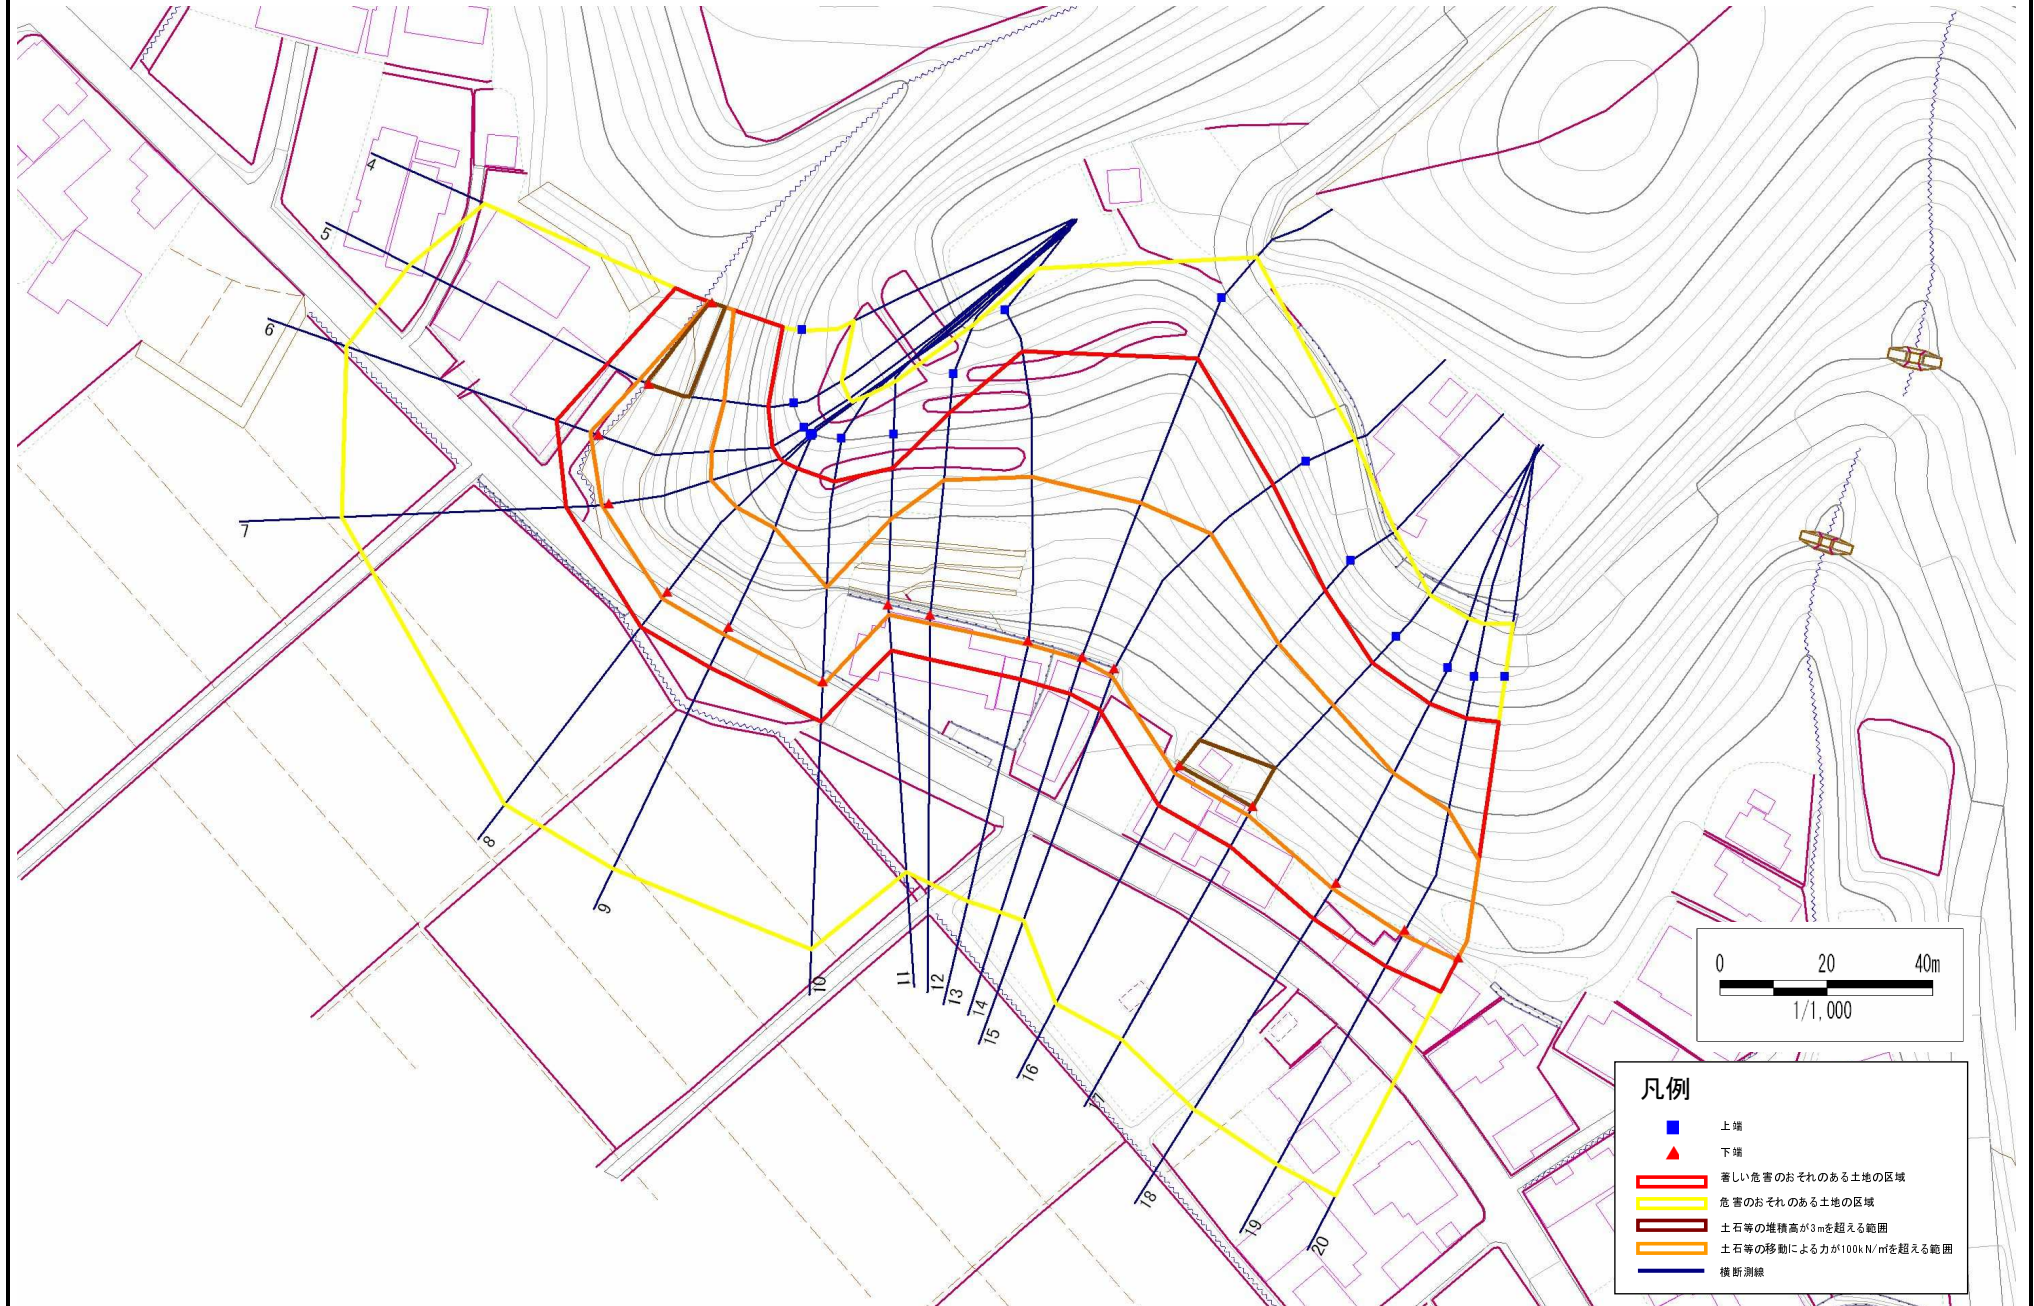 4
5
6
7
8
9
10
11
12
13
14
15
16
17
18
19
20
0 20 40m
1/1,000
凡例
上端
下端
著しい危害のおそれのある土地の区域
危害のおそれのある土地の区域
土石等の堆積高が3mを超える範囲
土石等の移動による力が100kN/㎡を超える範囲
横断測線